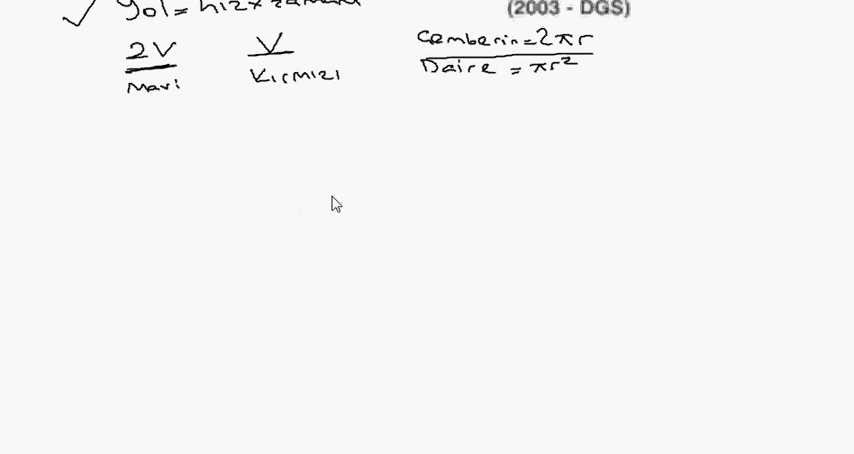 yol = hız x zaman
(2003 - DGS)
2V V
Mavi Kırmızı
Çemberin = 2πr
Daire = πr²